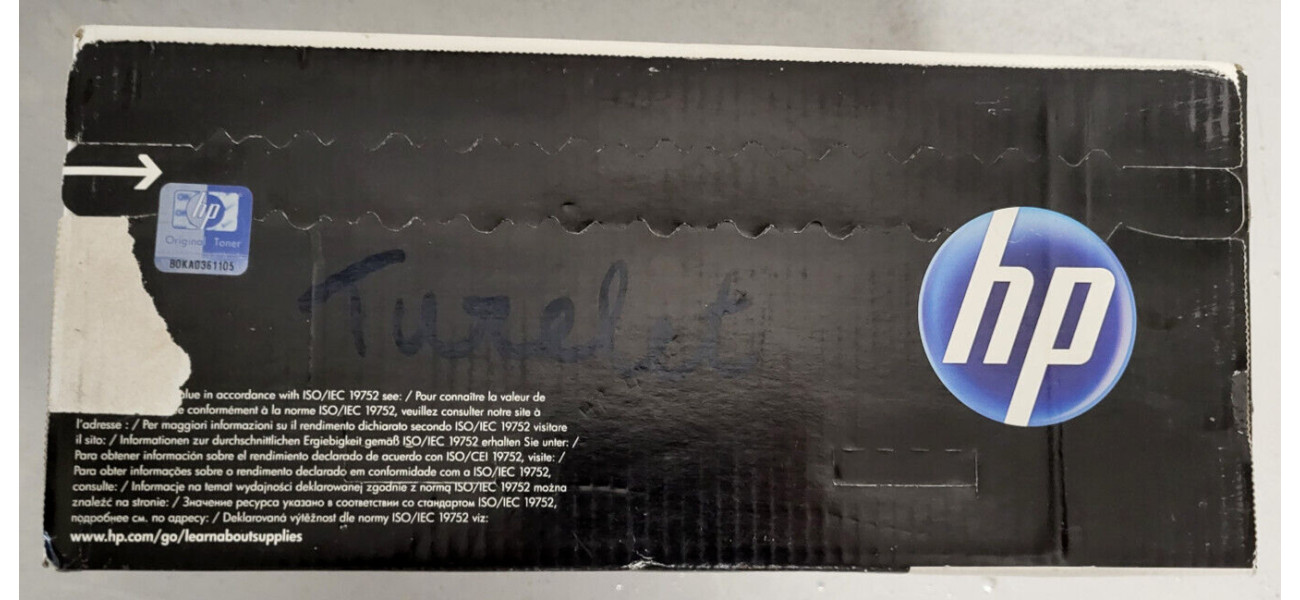 hp
Original Toner
80KA0361105
Turelet
hp
alue in accordance with ISO/IEC 19752 see: / Pour connaître la valeur de
e conformément à la norme ISO/IEC 19752, veuillez consulter notre site à
l'adresse : / Per maggiori informazioni su il rendimento dichiarato secondo ISO/IEC 19752 visitare
il sito: / Informationen zur durchschnittlichen Ergiebigkeit gemäß ISO/IEC 19752 erhalten Sie unter: /
Para obtener información sobre el rendimiento declarado de acuerdo con ISO/CEI 19752, visite: /
Para obter informações sobre o rendimento declarado em conformidade com a ISO/IEC 19752,
consulte: / Informacje na temat wydajności deklarowanej zgodnie z normą ISO/IEC 19752 można
znaleźć na stronie: / Значение ресурса указано в соответствии со стандартом ISO/IEC 19752,
подробнее см. по адресу: / Deklarovaná výtěžnost dle normy ISO/IEC 19752 viz:
www.hp.com/go/learnaboutsupplies